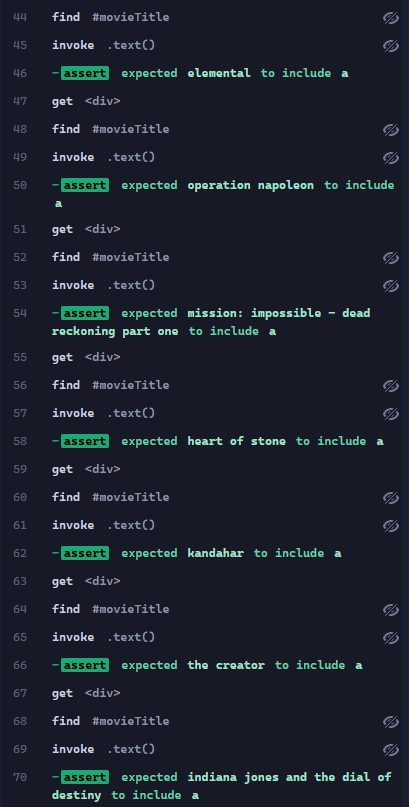 44 find #movieTitle
45 invoke .text()
46 -assert expected elemental to include a
47 get <div>
48 find #movieTitle
49 invoke .text()
50 -assert expected operation napoleon to include
a
51 get <div>
52 find #movieTitle
53 invoke .text()
54 -assert expected mission: impossible - dead
reckoning part one to include a
55 get <div>
56 find #movieTitle
57 invoke .text()
58 -assert expected heart of stone to include a
59 get <div>
60 find #movieTitle
61 invoke .text()
62 -assert expected kandahar to include a
63 get <div>
64 find #movieTitle
65 invoke .text()
66 -assert expected the creator to include a
67 get <div>
68 find #movieTitle
69 invoke .text()
70 -assert expected indiana jones and the dial of
destiny to include a